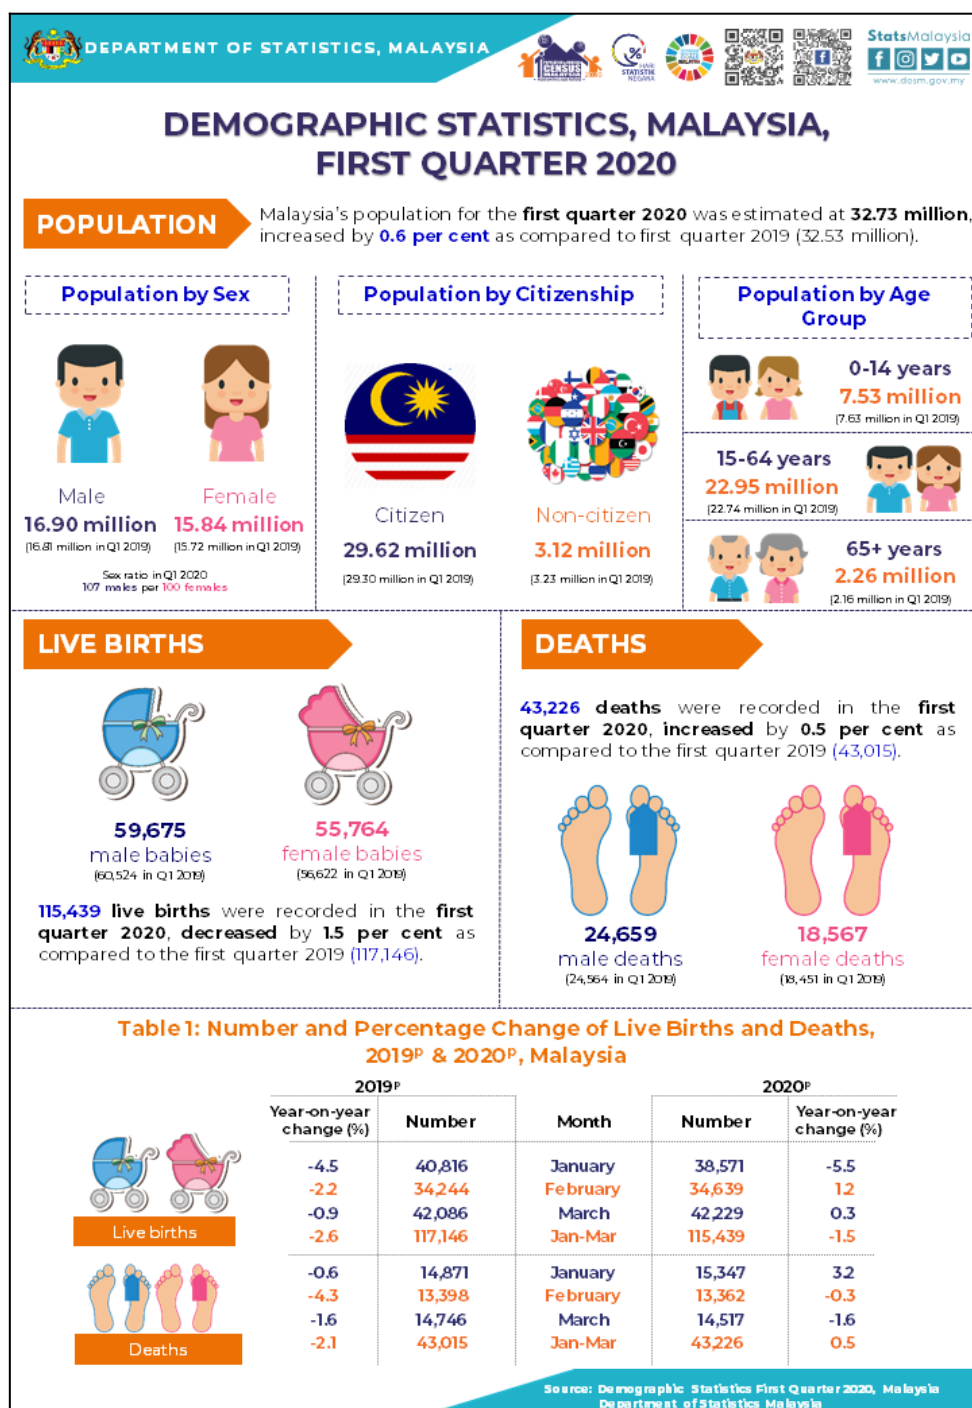 DEPARTMENT OF STATISTICS, MALAYSIA
CENSUS
HARI
STATISTIK
NEGARA
StatsMalaysia
www.dosm.gov.my
DEMOGRAPHIC STATISTICS, MALAYSIA,
FIRST QUARTER 2020
POPULATION
Malaysia's population for the first quarter 2020 was estimated at 32.73 million,
increased by 0.6 per cent as compared to first quarter 2019 (32.53 million).
Population by Sex
Male
16.90 million
(16.81 million in Q1 2019)
Female
15.84 million
(15.72 million in Q1 2019)
Sex ratio in Q1 2020
107 males per 100 females
Population by Citizenship
Citizen
29.62 million
(29.30 million in Q1 2019)
Non-citizen
3.12 million
(3.23 million in Q1 2019)
Population by Age
Group
0-14 years
7.53 million
(7.63 million in Q1 2019)
15-64 years
22.95 million
(22.74 million in Q1 2019)
65+ years
2.26 million
(2.16 million in Q1 2019)
LIVE BIRTHS
59,675
male babies
(60,524 in Q1 2019)
55,764
female babies
(56,622 in Q1 2019)
115,439 live births were recorded in the first
quarter 2020, decreased by 1.5 per cent as
compared to the first quarter 2019 (117,146).
DEATHS
43,226 deaths were recorded in the first
quarter 2020, increased by 0.5 per cent as
compared to the first quarter 2019 (43,015).
24,659
male deaths
(24,564 in Q1 2019)
18,567
female deaths
(18,451 in Q1 2019)
Table 1: Number and Percentage Change of Live Births and Deaths,
2019ᵖ & 2020ᵖ, Malaysia
2019ᵖ 2020ᵖ
Year-on-year change (%) Number Month Number Year-on-year change (%)
Live births
-4.5 40,816 January 38,571 -5.5
-2.2 34,244 February 34,639 1.2
-0.9 42,086 March 42,229 0.3
-2.6 117,146 Jan-Mar 115,439 -1.5
Deaths
-0.6 14,871 January 15,347 3.2
-4.3 13,398 February 13,362 -0.3
-1.6 14,746 March 14,517 -1.6
-2.1 43,015 Jan-Mar 43,226 0.5
Source: Demographic Statistics First Quarter 2020, Malaysia
Department of Statistics Malaysia